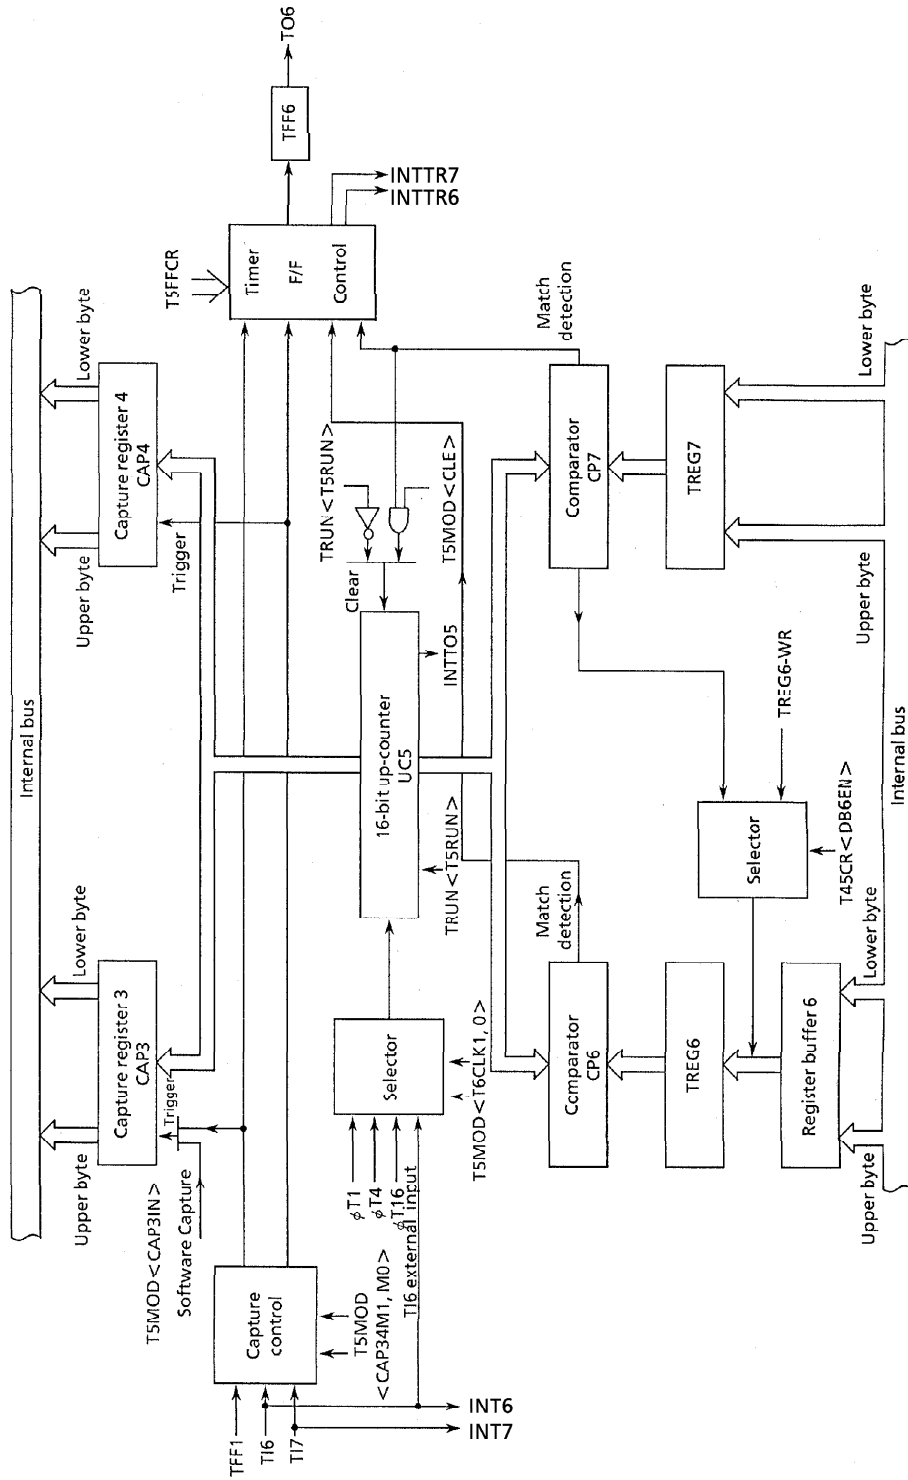 Internal bus
Upper byte
Lower byte
Upper byte
Lower byte
Capture register 3
CAP3
Capture register 4
CAP4
T5MOD<CAP3IN>
Software Capture
Trigger
Trigger
TFF1
TI6
TI7
Capture
control
T5MOD
<CAP34M1, M0>
INT6
INT7
φT1
φT4
φT16
TI6 external input
Selector
T5MOD<T6CLK1, 0>
16-bit up-counter
UC5
TRUN<T5RUN>
INTTO5
Clear
TRUN<T5RUN>
T5MOD<CLE>
T5FFCR
Timer
F/F
Control
INTTR7
INTTR6
TFF6
TO6
Match
detection
Match
detection
Comparator
CP6
Comparator
CP7
TREG6
TREG7
Selector
TREG6-WR
T45CR<DB6EN>
Register buffer 6
Upper byte
Lower byte
Upper byte
Lower byte
Internal bus